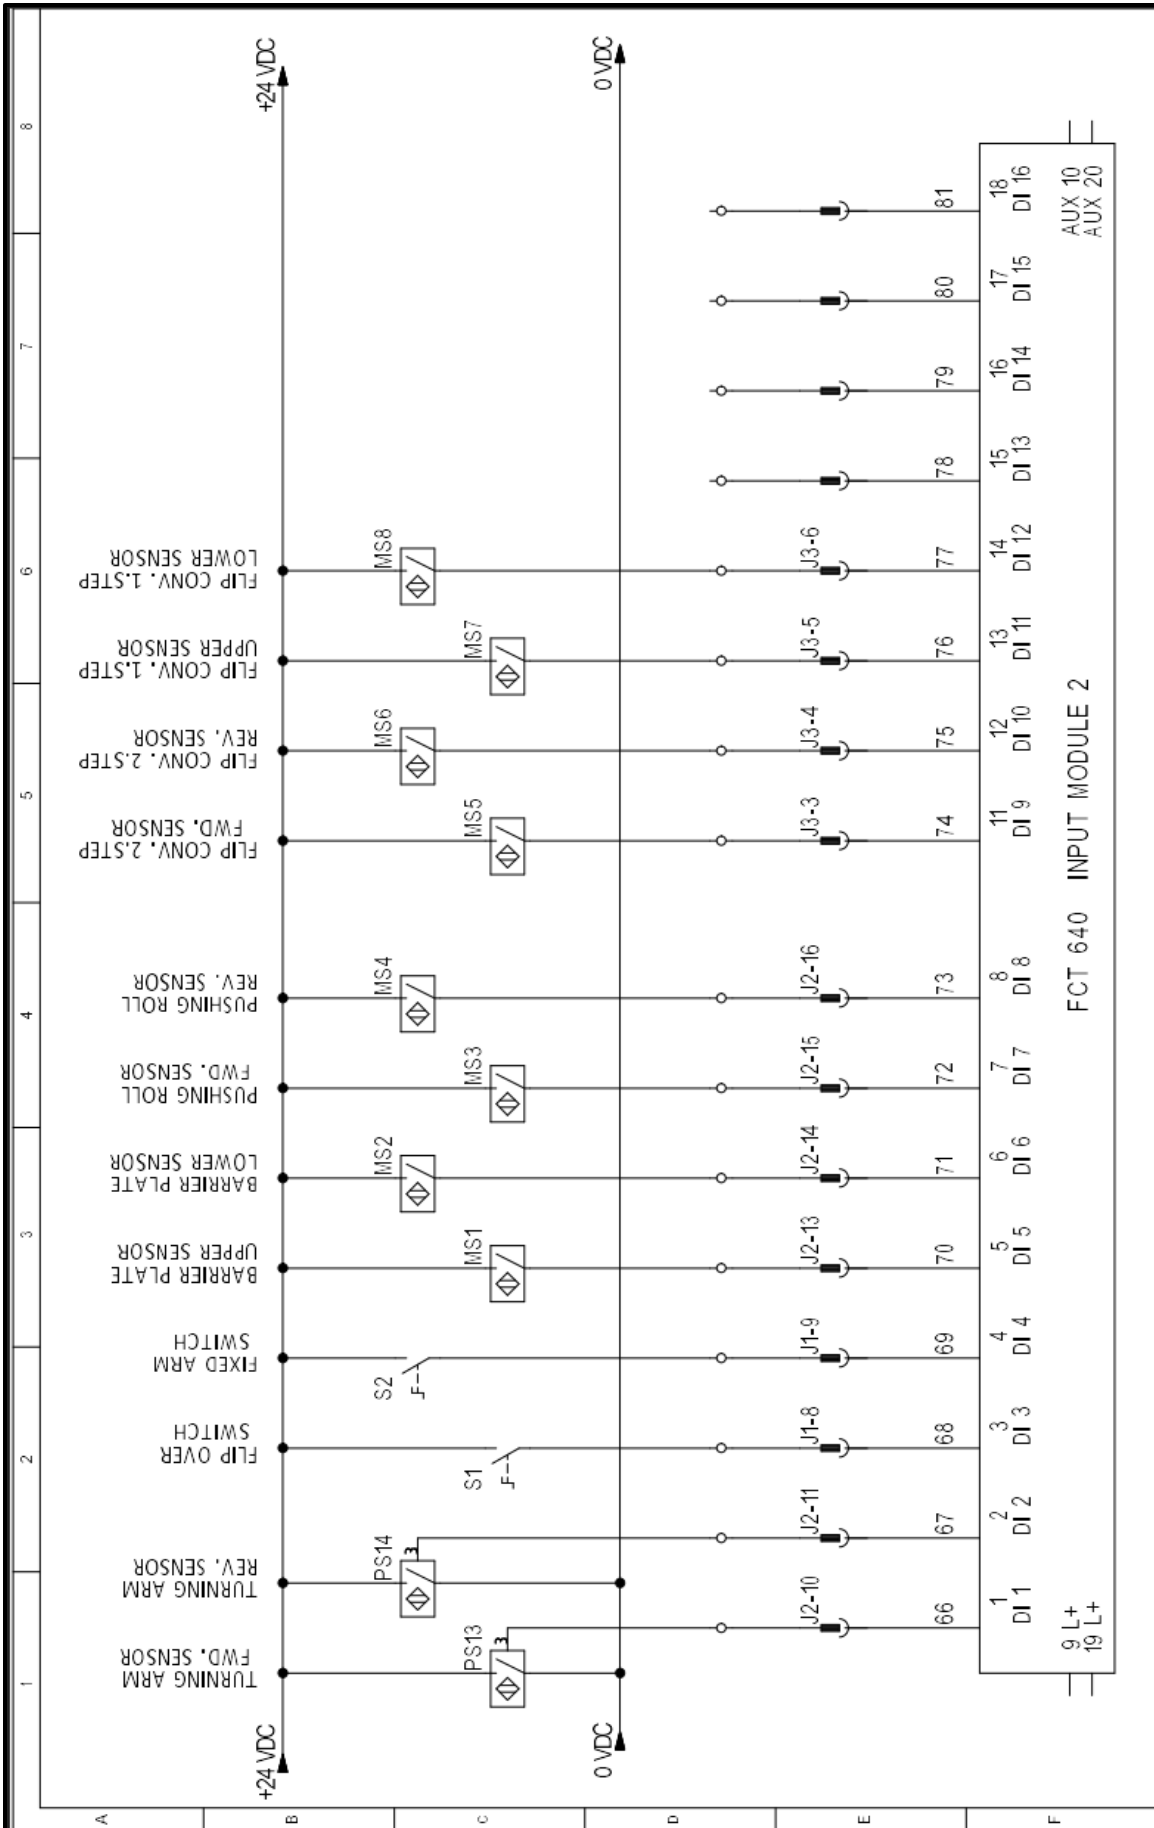 1
2
3
4
5
6
7
8
A
B
C
D
E
F
+24 VDC
+24 VDC
0 VDC
0 VDC
TURNING ARM
FWD. SENSOR
TURNING ARM
REV. SENSOR
FLIP OVER
SWITCH
FIXED ARM
SWITCH
BARRIER PLATE
UPPER SENSOR
BARRIER PLATE
LOWER SENSOR
PUSHING ROLL
FWD. SENSOR
PUSHING ROLL
REV. SENSOR
FLIP CONV. 2.STEP
FWD. SENSOR
FLIP CONV. 2.STEP
REV. SENSOR
FLIP CONV. 1.STEP
UPPER SENSOR
FLIP CONV. 1.STEP
LOWER SENSOR
PS13
3
PS14
3
S1
S2
MS1
MS2
MS3
MS4
MS5
MS6
MS7
MS8
J2-10
J2-11
J1-8
J1-9
J2-13
J2-14
J2-15
J2-16
J3-3
J3-4
J3-5
J3-6
66
67
68
69
70
71
72
73
74
75
76
77
78
79
80
81
1
DI 1
2
DI 2
3
DI 3
4
DI 4
5
DI 5
6
DI 6
7
DI 7
8
DI 8
11
DI 9
12
DI 10
13
DI 11
14
DI 12
15
DI 13
16
DI 14
17
DI 15
18
DI 16
9 L+
19 L+
FCT 640 INPUT MODULE 2
AUX 10
AUX 20